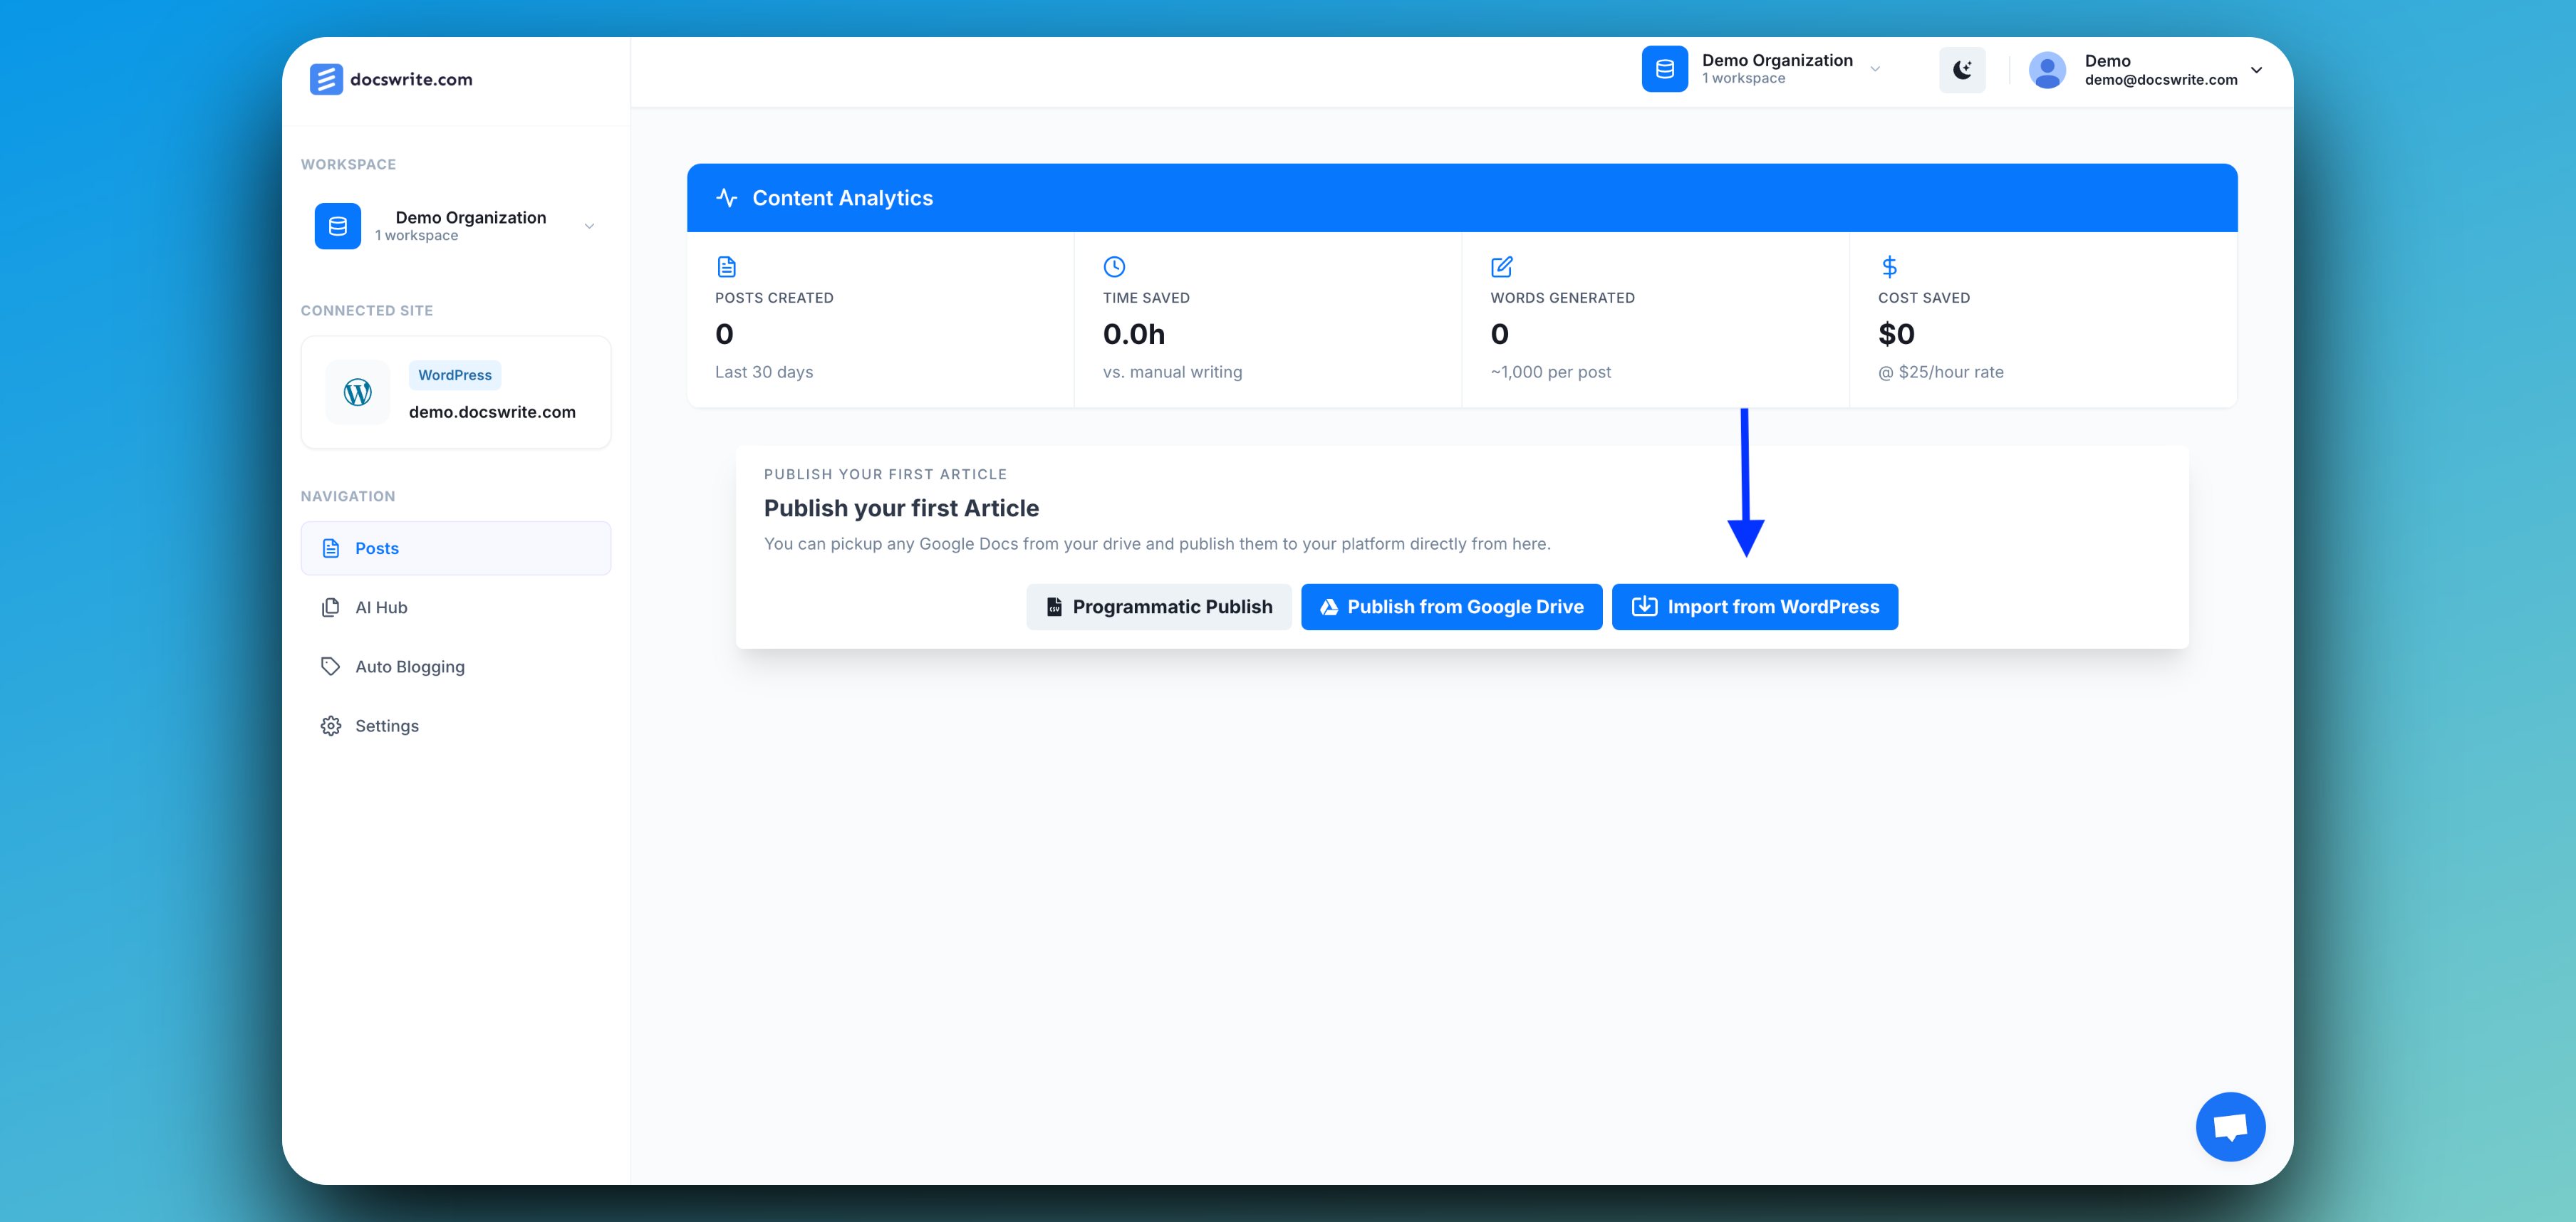 docswrite.com
Demo Organization
1 workspace
Demo
demo@docswrite.com
WORKSPACE
Demo Organization
1 workspace
CONNECTED SITE
WordPress
demo.docswrite.com
NAVIGATION
Posts
AI Hub
Auto Blogging
Settings
Content Analytics
POSTS CREATED
0
Last 30 days
TIME SAVED
0.0h
vs. manual writing
WORDS GENERATED
0
~1,000 per post
COST SAVED
$0
@ $25/hour rate
PUBLISH YOUR FIRST ARTICLE
Publish your first Article
You can pickup any Google Docs from your drive and publish them to your platform directly from here.
CSV Programmatic Publish
Publish from Google Drive
Import from WordPress